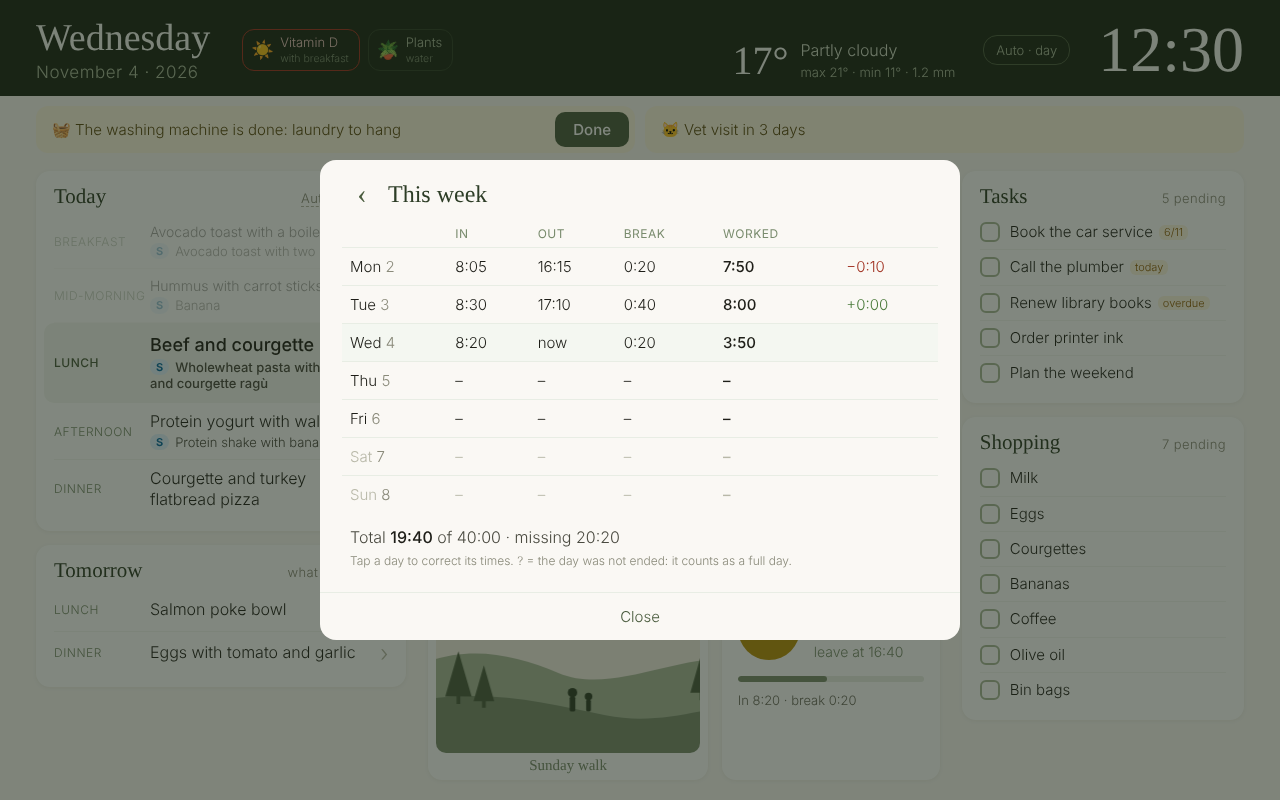 Wednesday
November 4 · 2026
Vitamin D
with breakfast
Plants
water
17°
Partly cloudy
max 21° · min 11° · 1.2 mm
Auto · day
12:30
The washing machine is done: laundry to hang
Done
Vet visit in 3 days
Today
BREAKFAST
Avocado toast with a boile
S Avocado toast with two
MID-MORNING
Hummus with carrot sticks
S Banana
LUNCH
Beef and courgette
S Wholewheat pasta with
and courgette ragù
AFTERNOON
Protein yogurt with wal
S Protein shake with bana
DINNER
Courgette and turkey
flatbread pizza
Tomorrow
what
LUNCH
Salmon poke bowl
DINNER
Eggs with tomato and garlic ›
‹ This week
IN OUT BREAK WORKED
Mon 2 8:05 16:15 0:20 7:50 −0:10
Tue 3 8:30 17:10 0:40 8:00 +0:00
Wed 4 8:20 now 0:20 3:50
Thu 5 – – – –
Fri 6 – – – –
Sat 7 – – – –
Sun 8 – – – –
Total 19:40 of 40:00 · missing 20:20
Tap a day to correct its times. ? = the day was not ended: it counts as a full day.
Close
Sunday walk
leave at 16:40
In 8:20 · break 0:20
Tasks
5 pending
Book the car service 6/11
Call the plumber today
Renew library books overdue
Order printer ink
Plan the weekend
Shopping
7 pending
Milk
Eggs
Courgettes
Bananas
Coffee
Olive oil
Bin bags